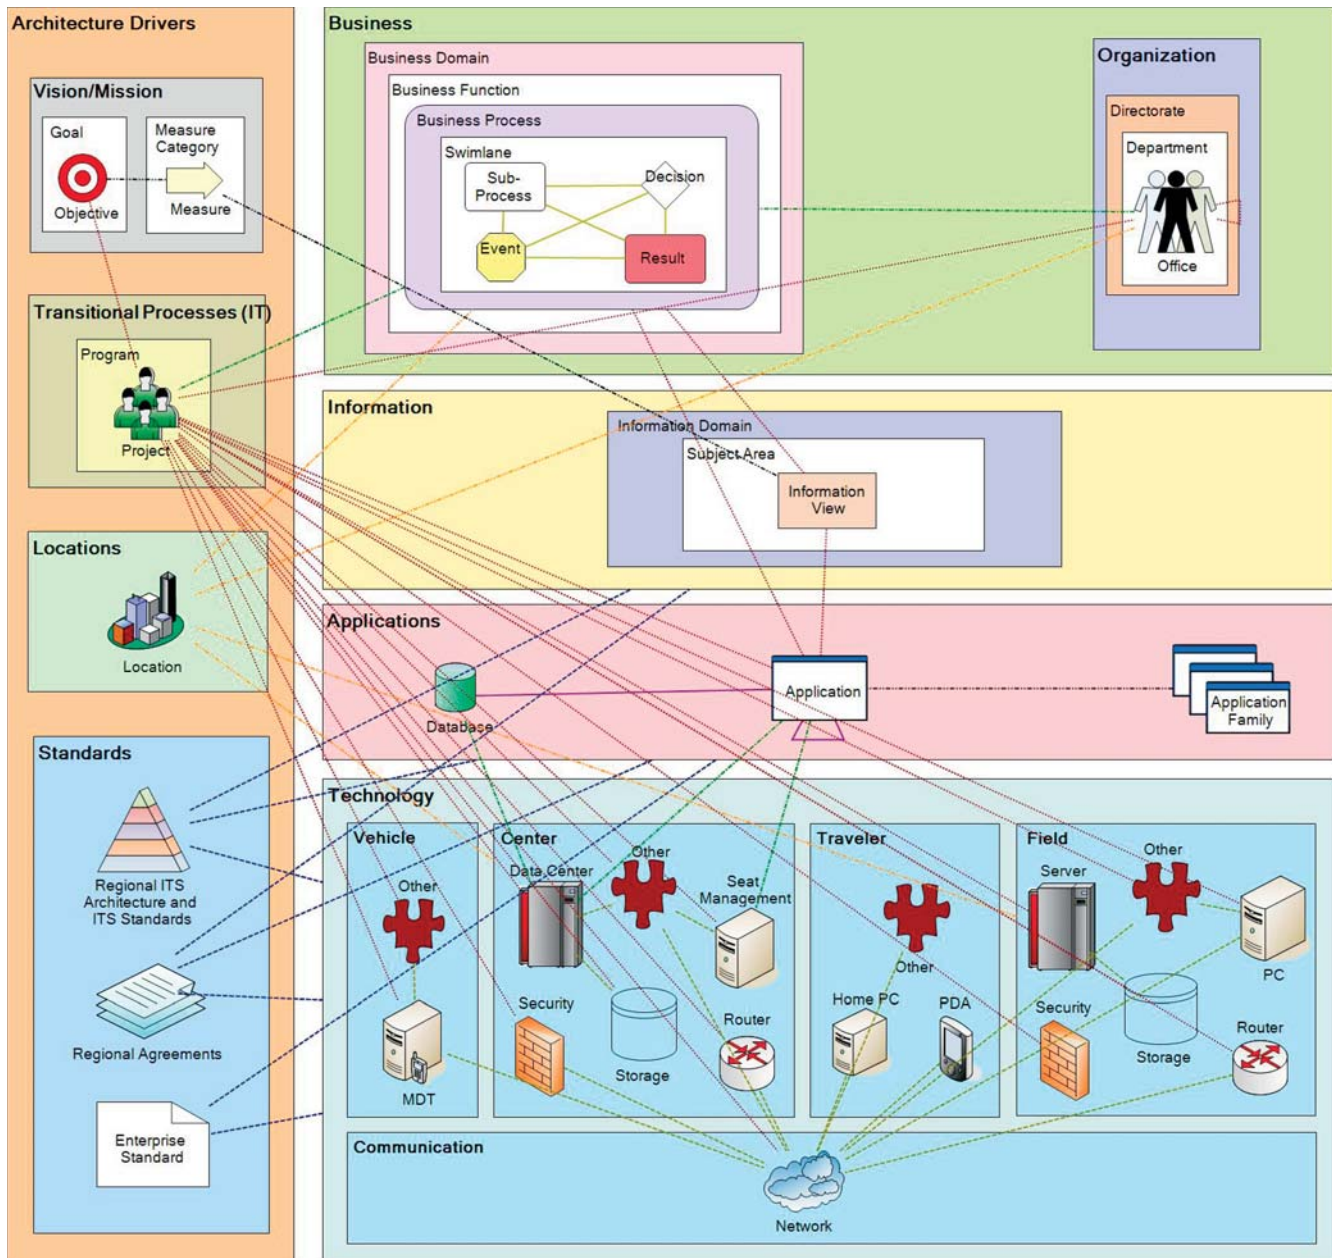 Architecture Drivers
Vision/Mission
Goal
Objective
Measure
Category
Measure
Transitional Processes (IT)
Program
Project
Locations
Location
Standards
Regional ITS
Architecture and
ITS Standards
Regional Agreements
Enterprise
Standard
Business
Business Domain
Business Function
Business Process
Swimlane
Sub-
Process
Decision
Event
Result
Organization
Directorate
Department
Office
Information
Information Domain
Subject Area
Information
View
Applications
Database
Application
Application
Family
Technology
Vehicle
Other
MDT
Center
Data Center
Other
Seat
Management
Security
Storage
Router
Traveler
Other
Home PC
PDA
Field
Server
Other
PC
Security
Storage
Router
Communication
Network